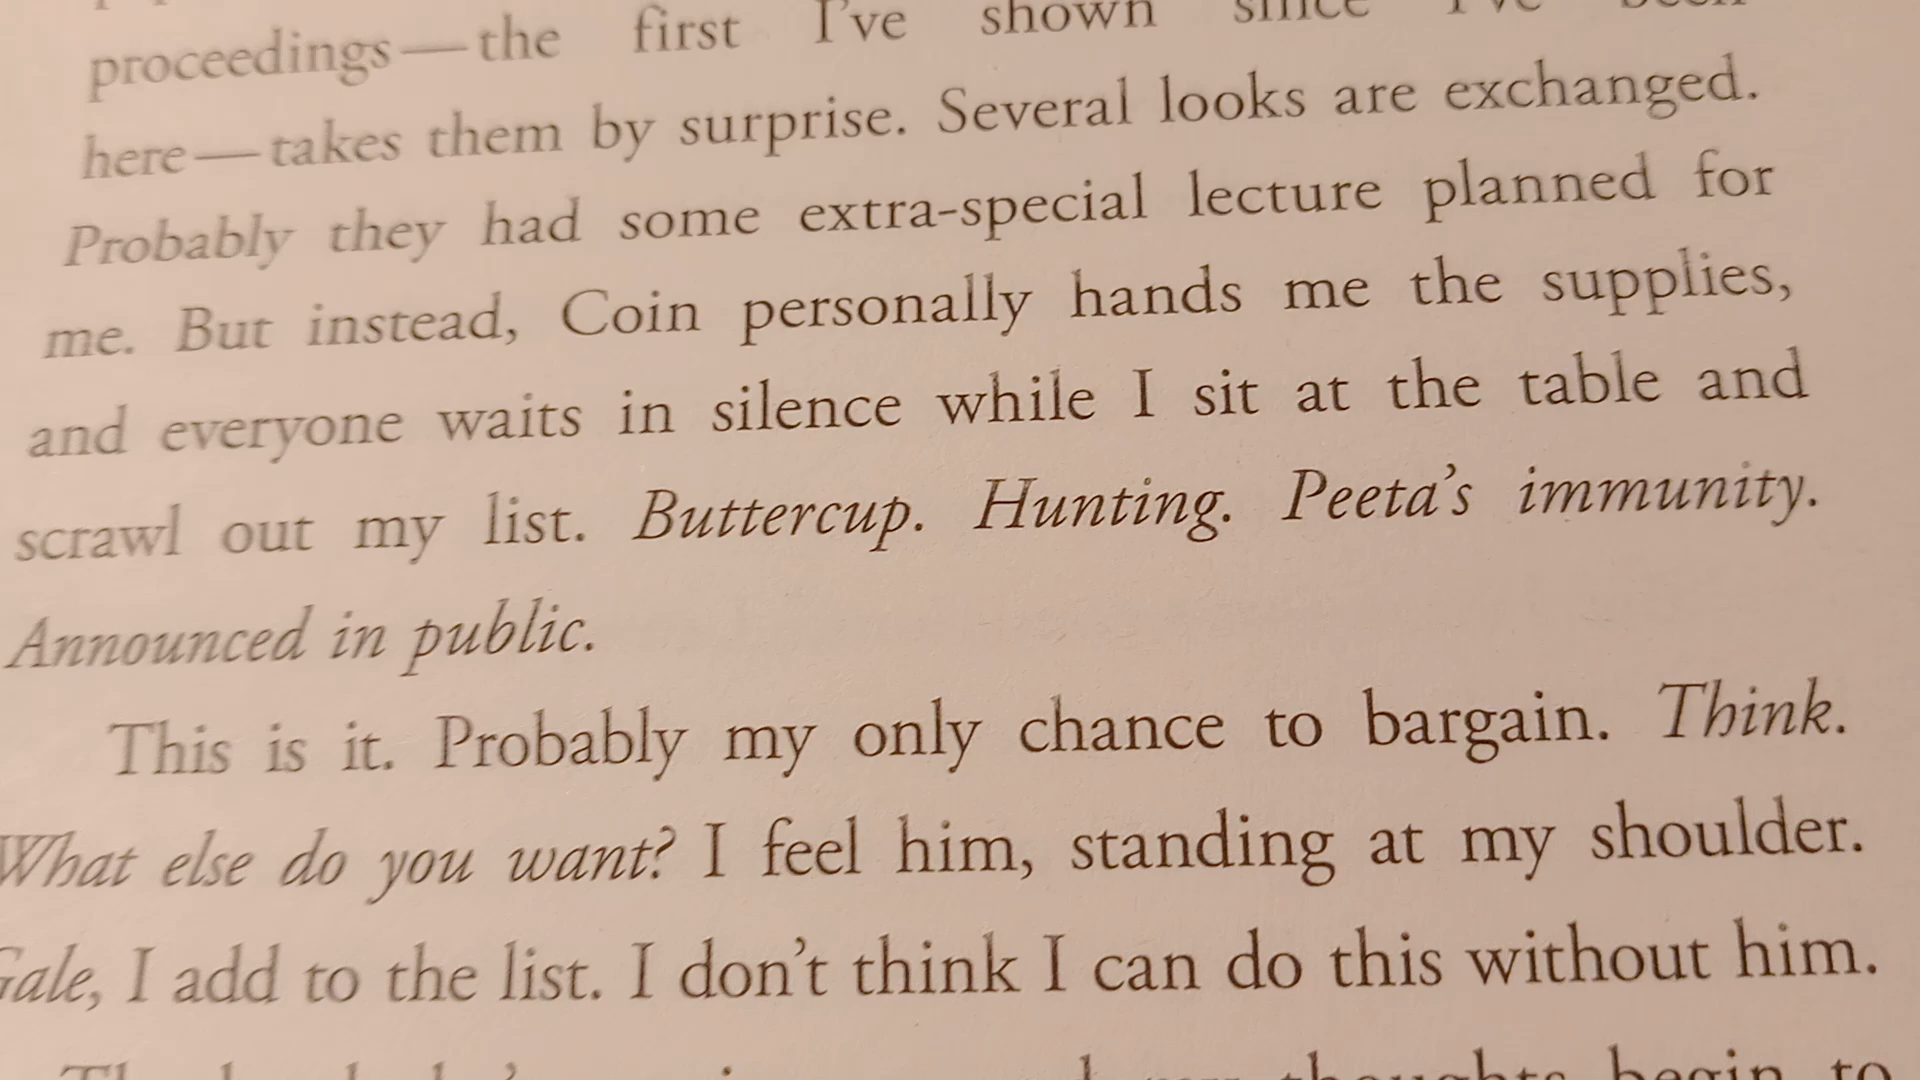 proceedings—the first I've shown since I've been
here—takes them by surprise. Several looks are exchanged.
Probably they had some extra-special lecture planned for
me. But instead, Coin personally hands me the supplies,
and everyone waits in silence while I sit at the table and
scrawl out my list. Buttercup. Hunting. Peeta's immunity.
Announced in public.
This is it. Probably my only chance to bargain. Think.
What else do you want? I feel him, standing at my shoulder.
Gale, I add to the list. I don't think I can do this without him.
thoughts begin to